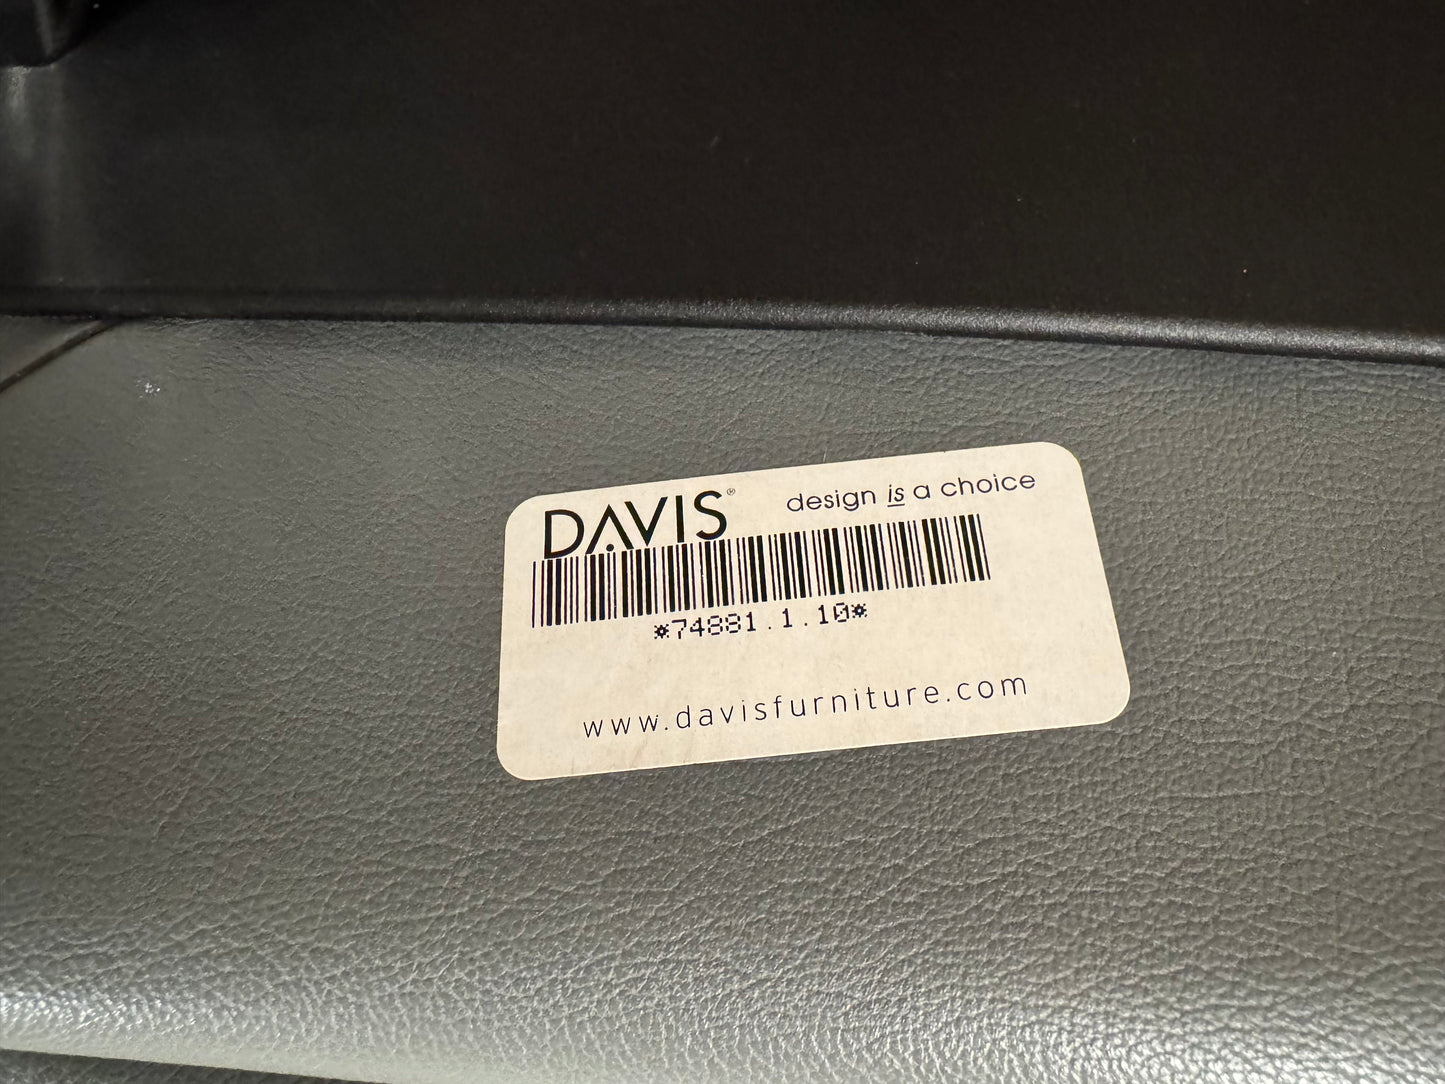 DAVIS® design is a choice
*74881.1.10*
www.davisfurniture.com